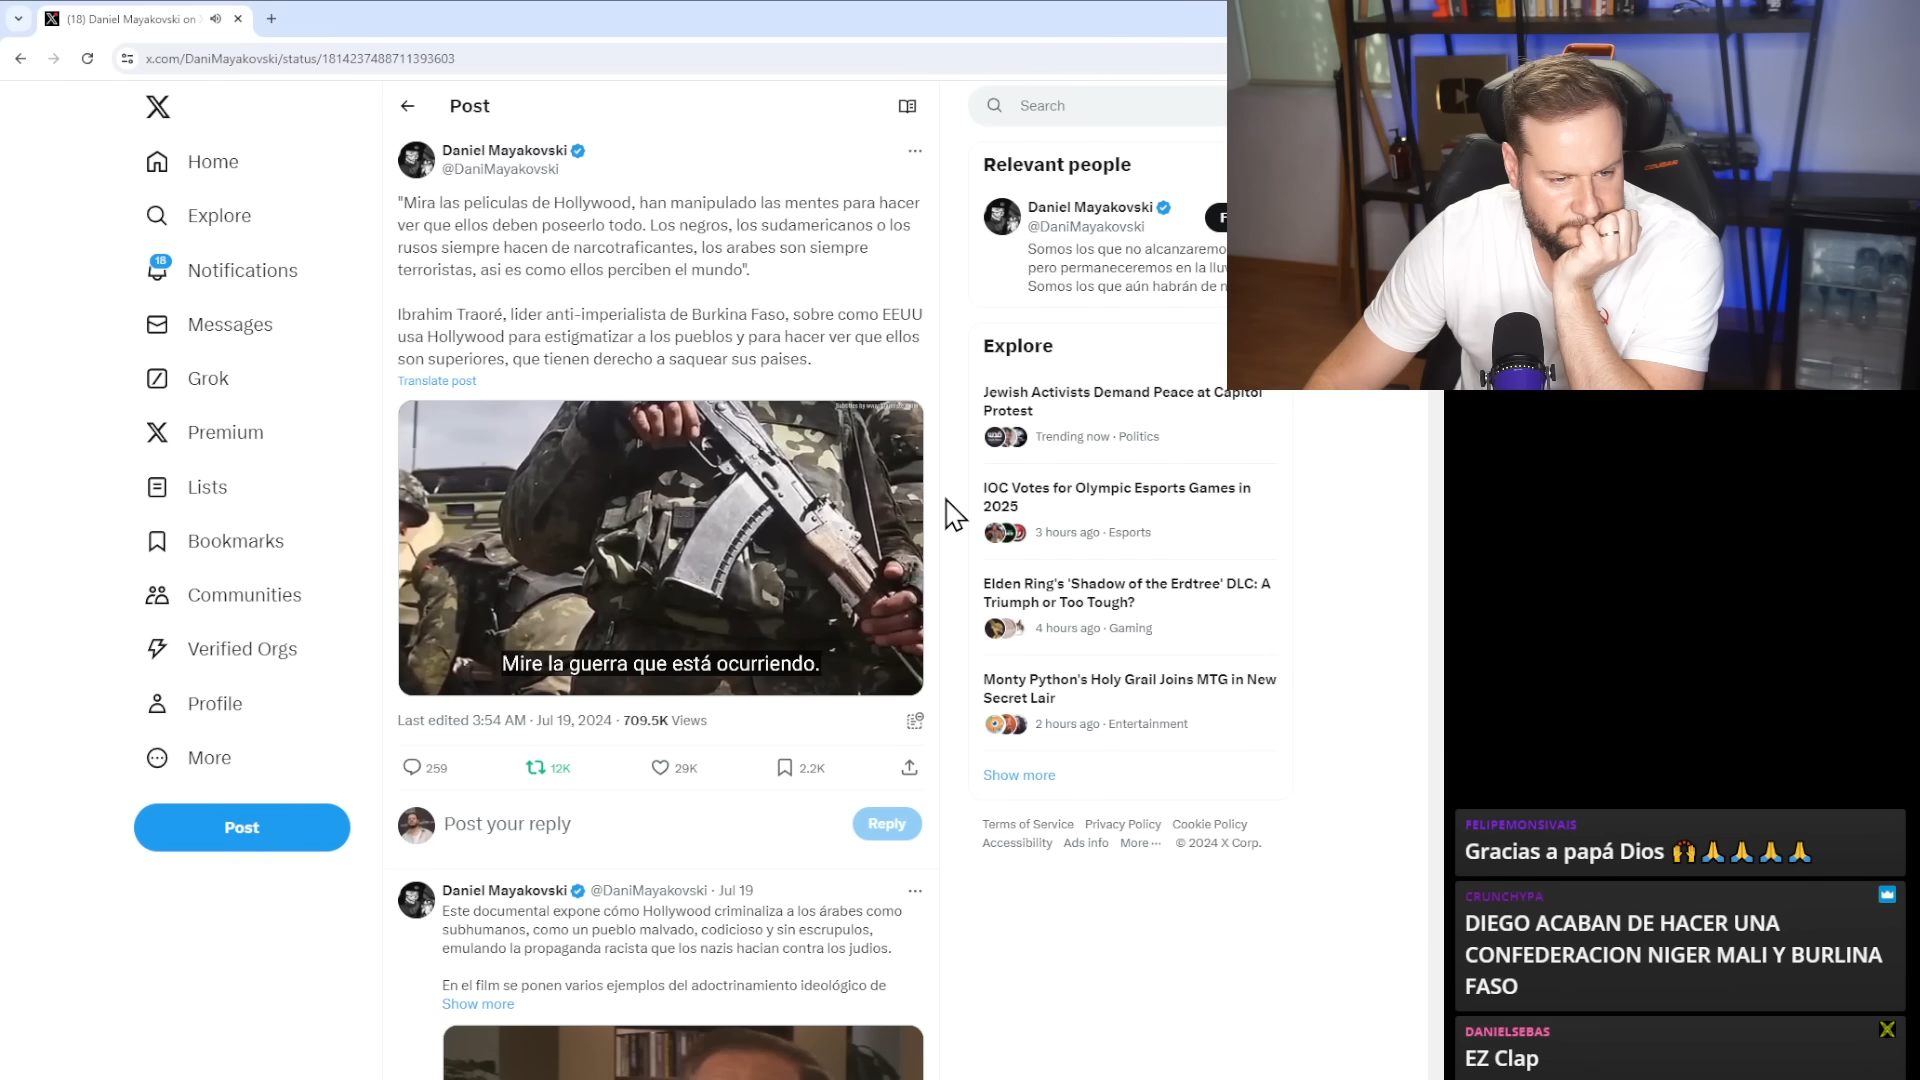 (18) Daniel Mayakovski on
x.com/DaniMayakovski/status/1814237488711393603
Home
Explore
18
Notifications
Messages
Grok
Premium
Lists
Bookmarks
Communities
Verified Orgs
Profile
More
Post
Post
Daniel Mayakovski
@DaniMayakovski
"Mira las peliculas de Hollywood, han manipulado las mentes para hacer
ver que ellos deben poseerlo todo. Los negros, los sudamericanos o los
rusos siempre hacen de narcotraficantes, los arabes son siempre
terroristas, asi es como ellos perciben el mundo".
Ibrahim Traoré, lider anti-imperialista de Burkina Faso, sobre como EEUU
usa Hollywood para estigmatizar a los pueblos y para hacer ver que ellos
son superiores, que tienen derecho a saquear sus paises.
Translate post
Mire la guerra que está ocurriendo.
Last edited 3:54 AM · Jul 19, 2024 · 709.5K Views
259 12K 29K 2.2K
Post your reply
Reply
Daniel Mayakovski @DaniMayakovski · Jul 19
Este documental expone cómo Hollywood criminaliza a los árabes como
subhumanos, como un pueblo malvado, codicioso y sin escrupulos,
emulando la propaganda racista que los nazis hacian contra los judios.
En el film se ponen varios ejemplos del adoctrinamiento ideológico de
Show more
Search
Relevant people
Daniel Mayakovski
@DaniMayakovski
F
Somos los que no alcanzaremo
pero permaneceremos en la llu
Somos los que aún habrán de n
Explore
Jewish Activists Demand Peace at Capitol
Protest
Trending now · Politics
IOC Votes for Olympic Esports Games in
2025
3 hours ago · Esports
Elden Ring's 'Shadow of the Erdtree' DLC: A
Triumph or Too Tough?
4 hours ago · Gaming
Monty Python's Holy Grail Joins MTG in New
Secret Lair
2 hours ago · Entertainment
Show more
Terms of Service Privacy Policy Cookie Policy
Accessibility Ads info More ··· © 2024 X Corp.
COUGAR
FELIPEMONSIVAIS
Gracias a papá Dios 🙌🙏🙏🙏🙏
CRUNCHYPA
DIEGO ACABAN DE HACER UNA
CONFEDERACION NIGER MALI Y BURLINA
FASO
DANIELSEBAS
EZ Clap